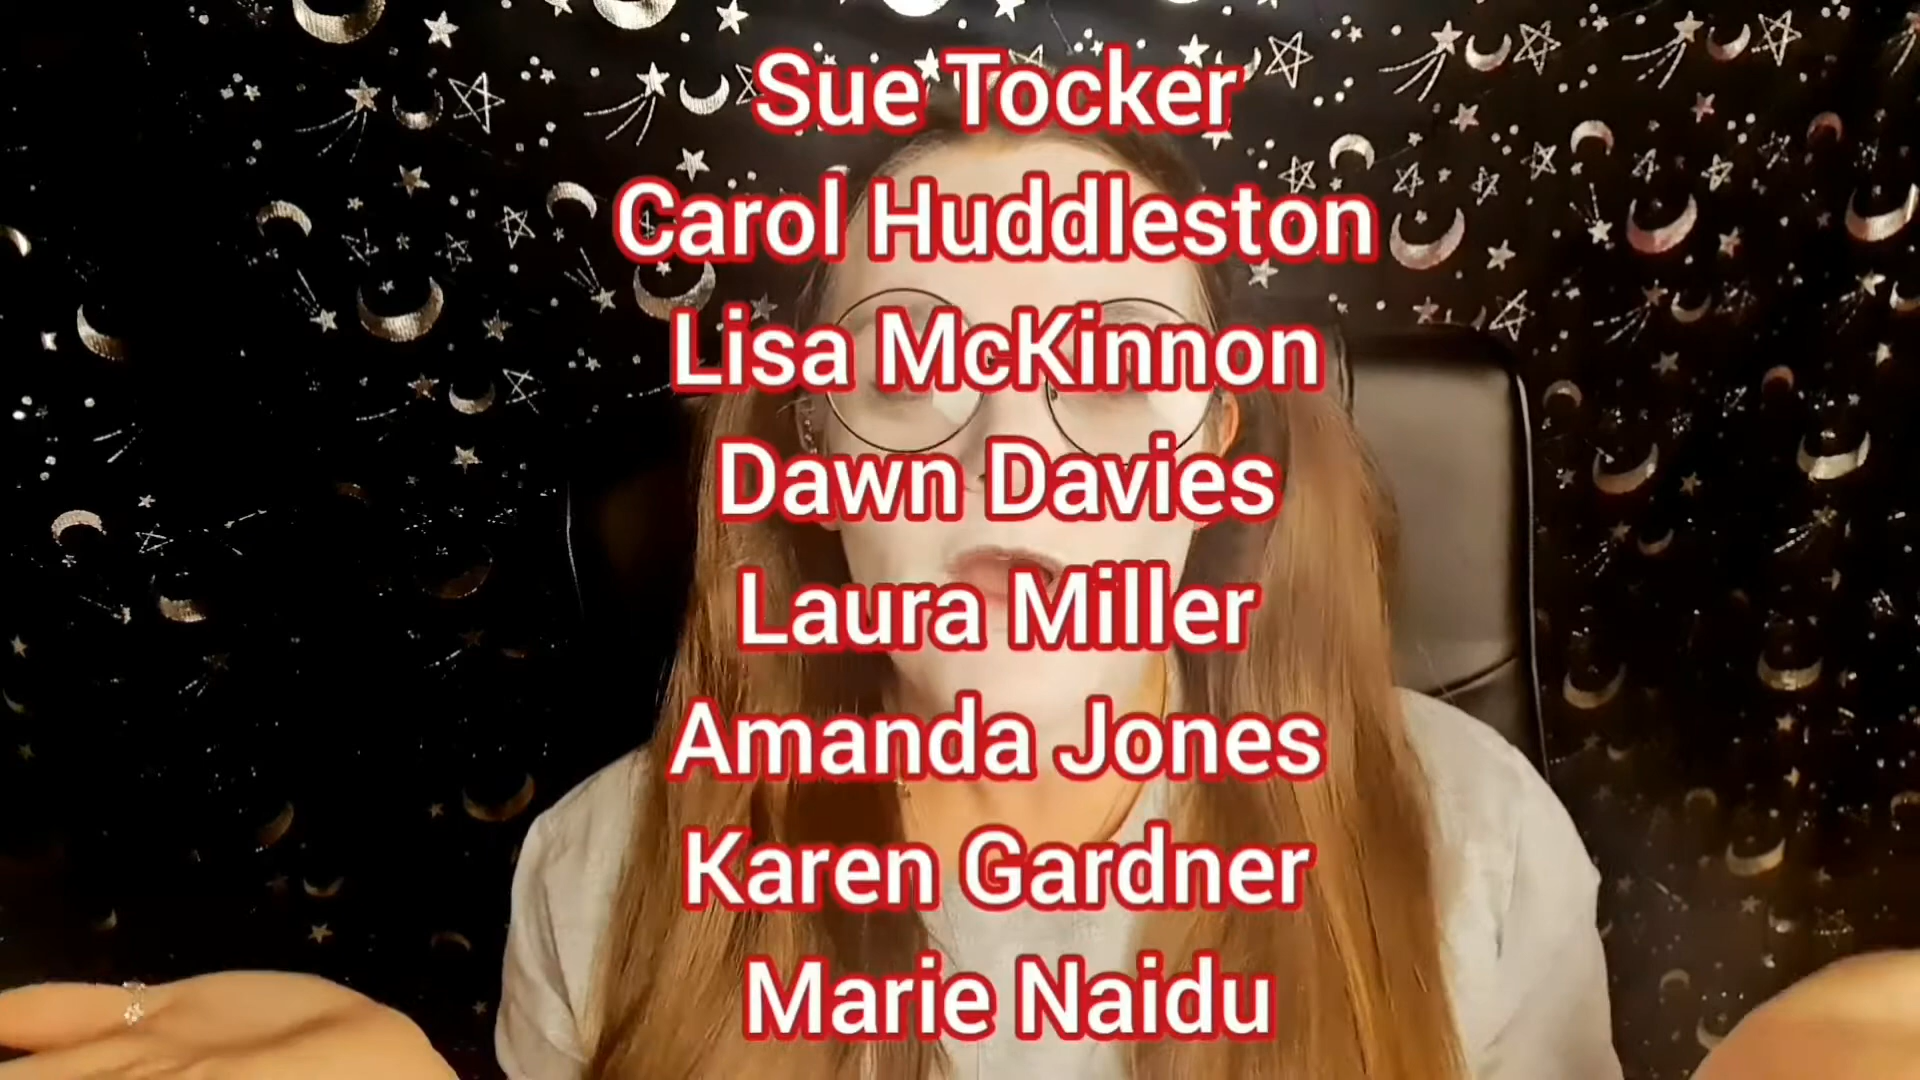 Sue Tocker
Carol Huddleston
Lisa McKinnon
Dawn Davies
Laura Miller
Amanda Jones
Karen Gardner
Marie Naidu